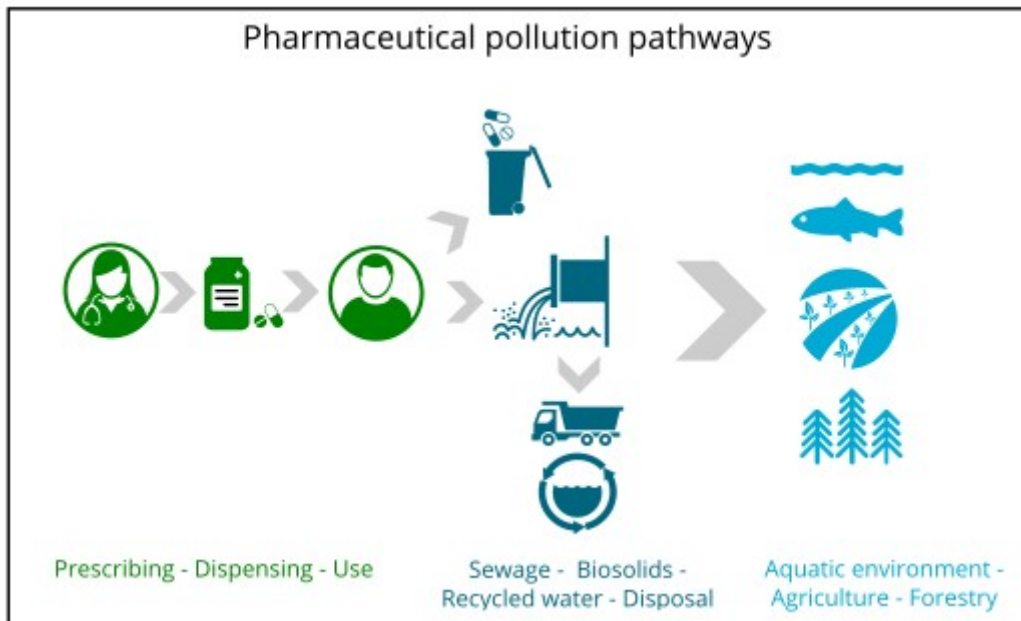 Pharmaceutical pollution pathways
Prescribing - Dispensing - Use
Sewage - Biosolids -
Recycled water - Disposal
Aquatic environment -
Agriculture - Forestry